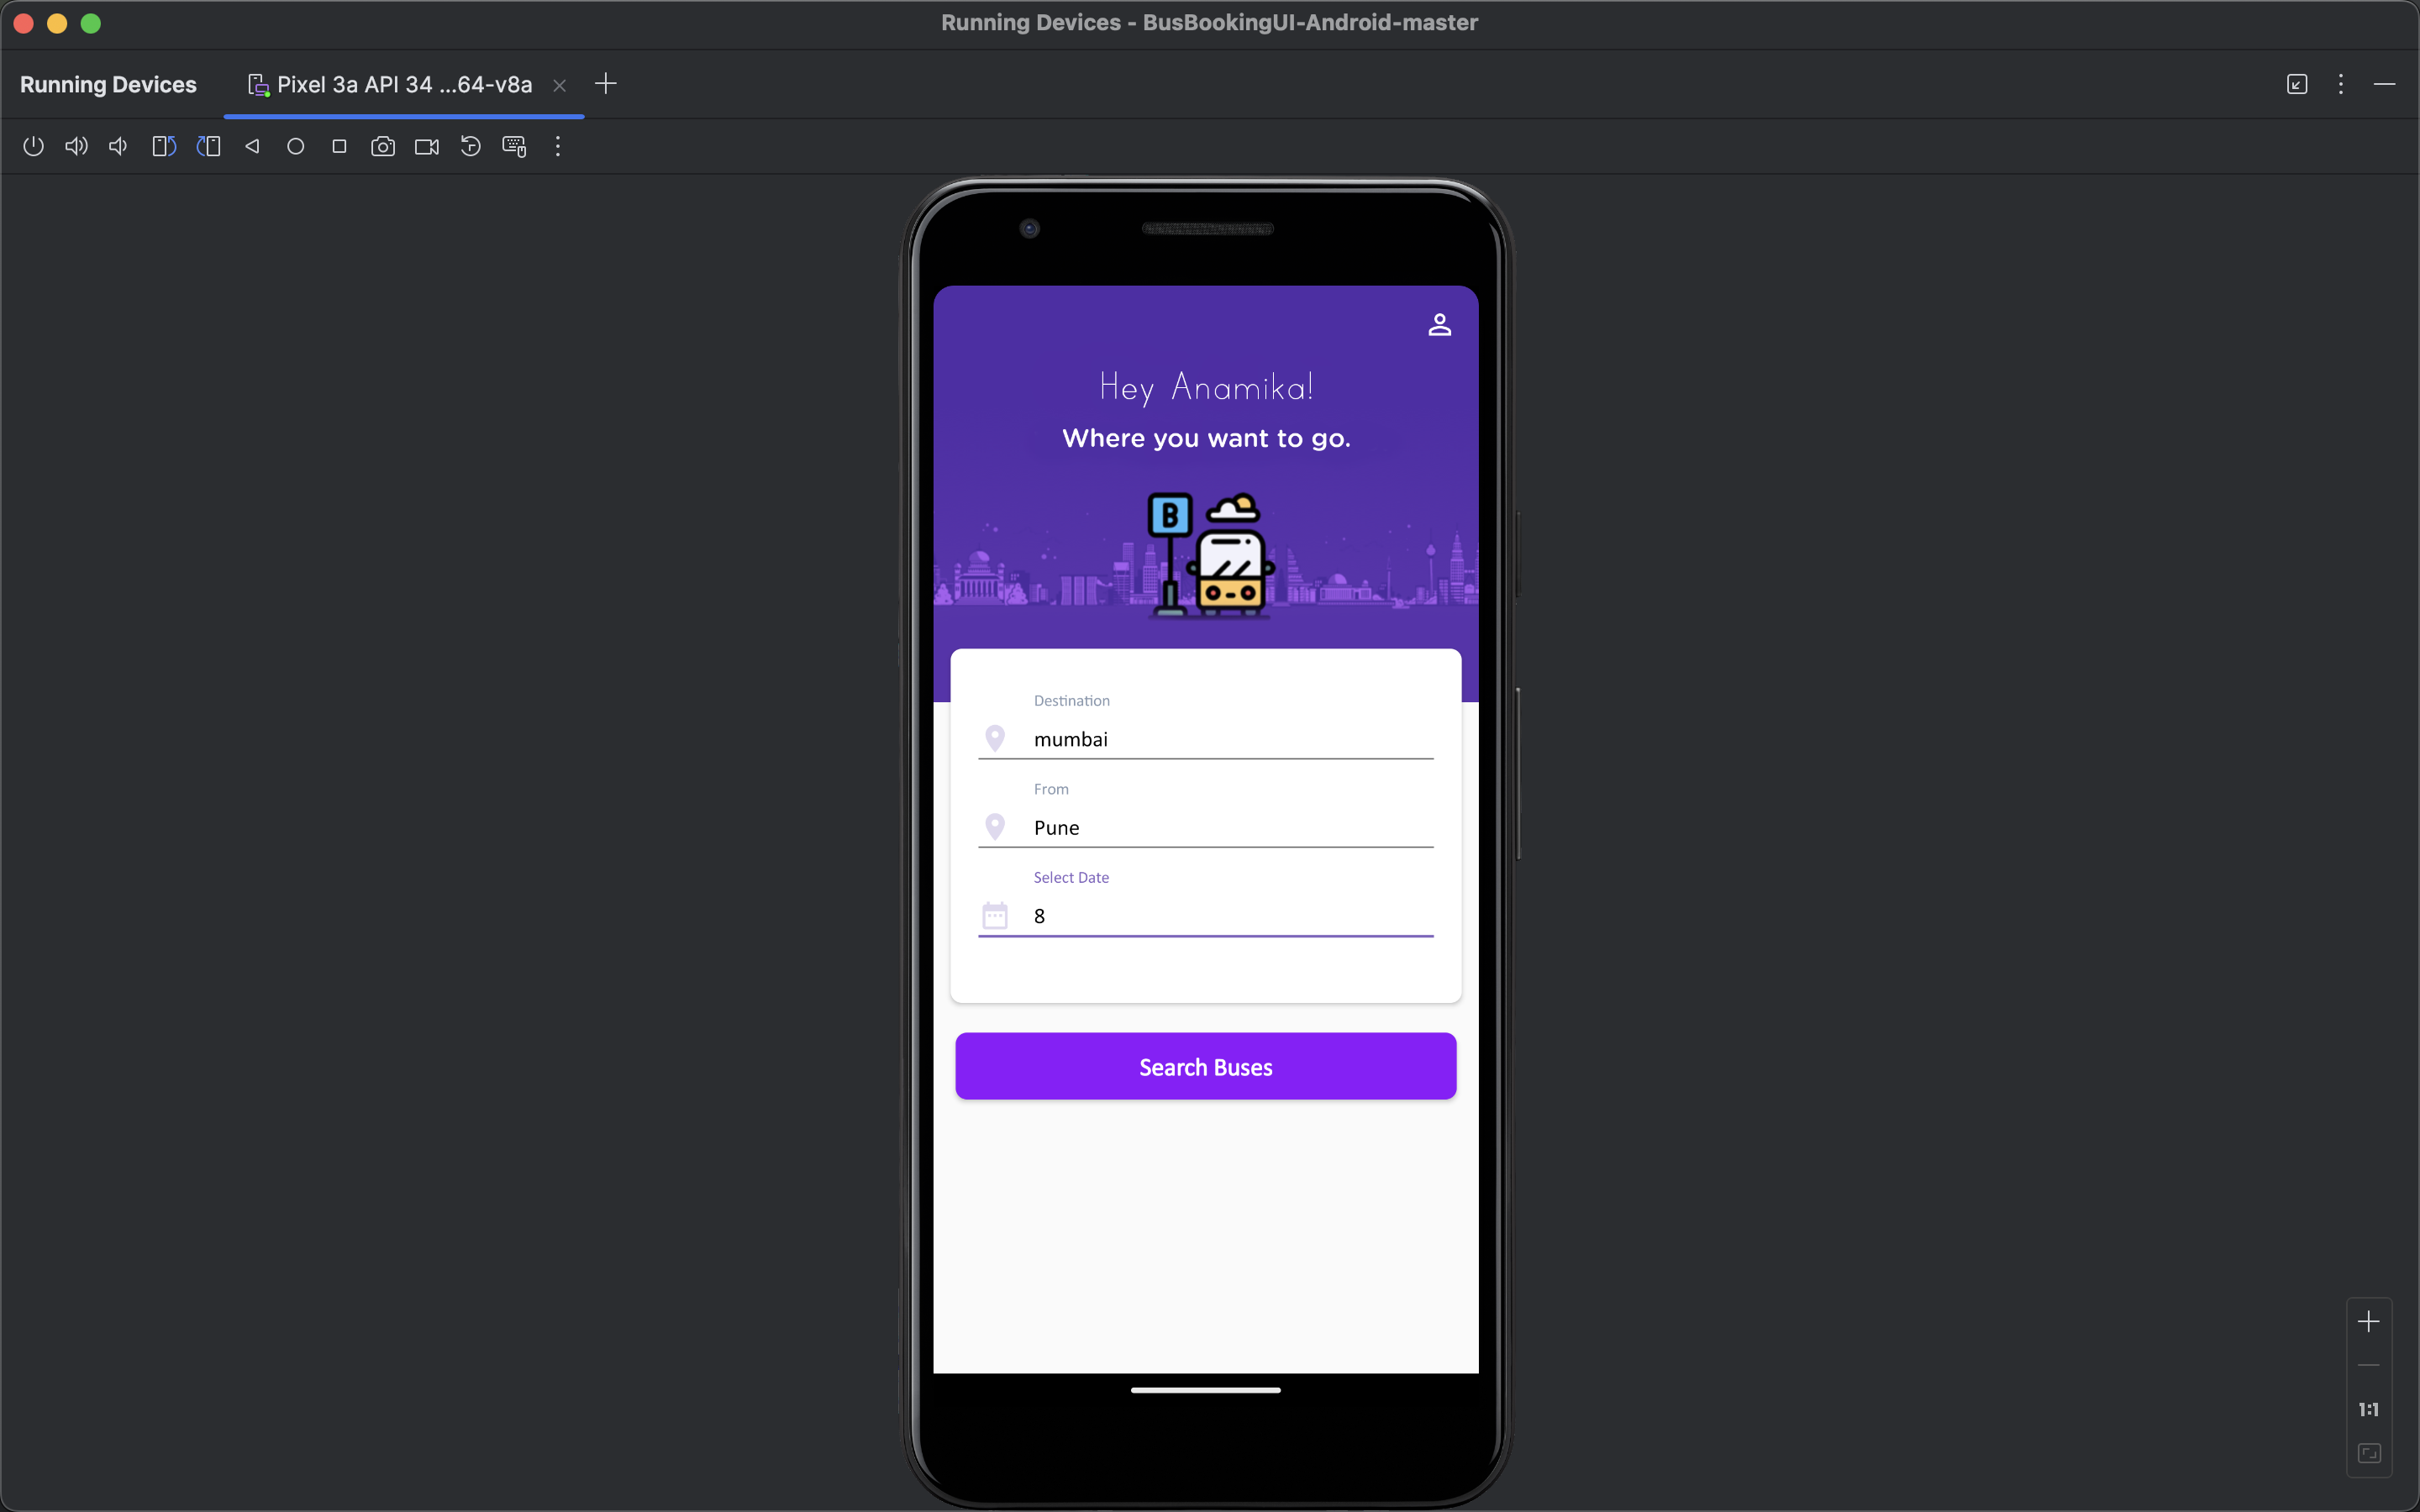 Running Devices - BusBookingUI-Android-master
Running Devices
Pixel 3a API 34 ...64-v8a
Hey Anamika!
Where you want to go.
B
Destination
mumbai
From
Pune
Select Date
8
Search Buses
1:1